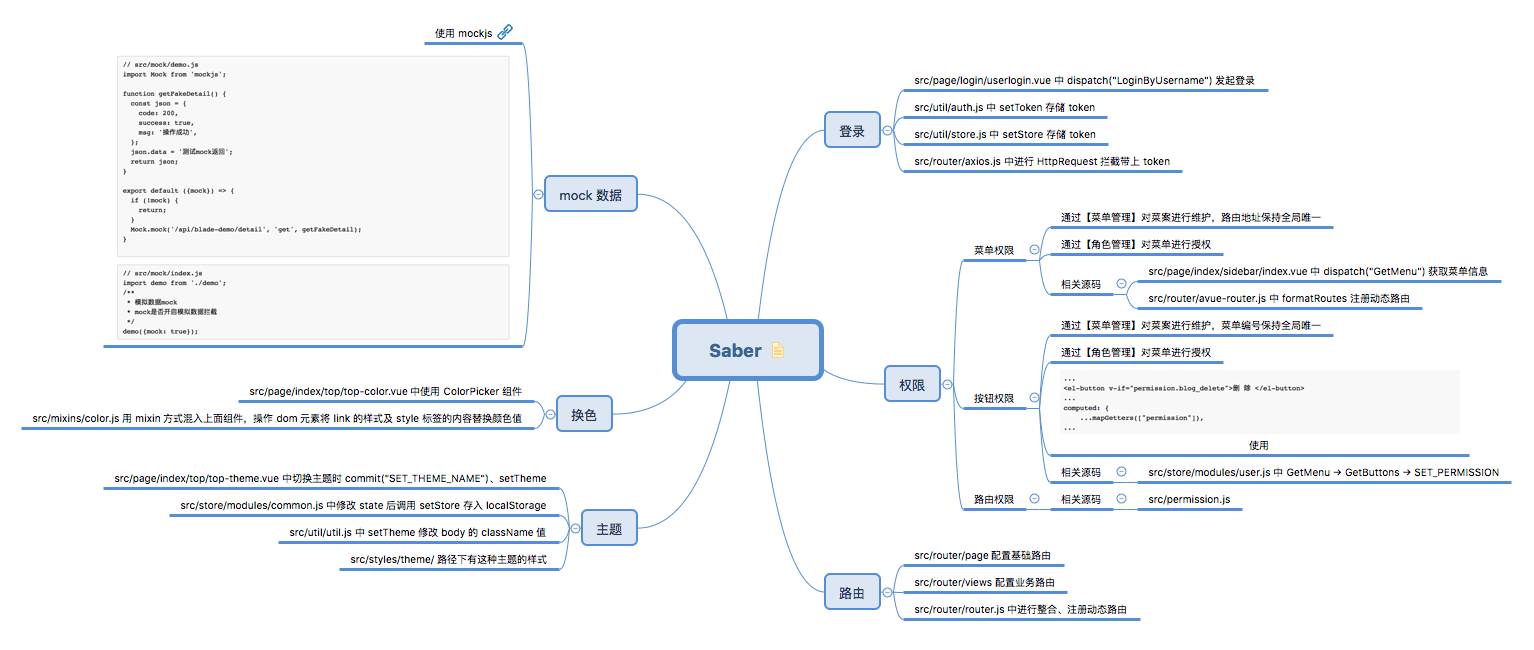 Saber
登录
src/page/login/userlogin.vue 中 dispatch("LoginByUsername") 发起登录
src/util/auth.js 中 setToken 存储 token
src/util/store.js 中 setStore 存储 token
src/router/axios.js 中进行 HttpRequest 拦截带上 token
权限
菜单权限
通过【菜单管理】对菜案进行维护，路由地址保持全局唯一
通过【角色管理】对菜单进行授权
相关源码
src/page/index/sidebar/index.vue 中 dispatch("GetMenu") 获取菜单信息
src/router/avue-router.js 中 formatRoutes 注册动态路由
按钮权限
通过【菜单管理】对菜案进行维护，菜单编号保持全局唯一
通过【角色管理】对菜单进行授权
...
<el-button v-if="permission.blog_delete">删 除 </el-button>
...
computed: {
...mapGetters(["permission"]),
...
使用
相关源码
src/store/modules/user.js 中 GetMenu → GetButtons → SET_PERMISSION
路由权限
相关源码
src/permission.js
路由
src/router/page 配置基础路由
src/router/views 配置业务路由
src/router/router.js 中进行整合、注册动态路由
mock 数据
使用 mockjs
// src/mock/demo.js
import Mock from 'mockjs';
function getFakeDetail() {
const json = {
code: 200,
success: true,
msg: '操作成功',
};
json.data = '测试mock返回';
return json;
}
export default ({mock}) => {
if (!mock) {
return;
}
Mock.mock('/api/blade-demo/detail', 'get', getFakeDetail);
}
// src/mock/index.js
import demo from './demo';
/**
* 模拟数据mock
* mock是否开启模拟数据拦截
*/
demo({mock: true});
换色
src/page/index/top/top-color.vue 中使用 ColorPicker 组件
src/mixins/color.js 用 mixin 方式混入上面组件，操作 dom 元素将 link 的样式及 style 标签的内容替换颜色值
主题
src/page/index/top/top-theme.vue 中切换主题时 commit("SET_THEME_NAME")、setTheme
src/store/modules/common.js 中修改 state 后调用 setStore 存入 localStorage
src/util/util.js 中 setTheme 修改 body 的 className 值
src/styles/theme/ 路径下有这种主题的样式